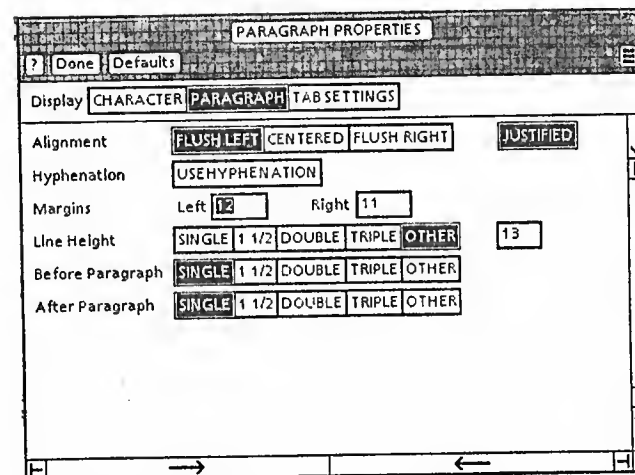 PARAGRAPH PROPERTIES
? Done Defaults
Display CHARACTER PARAGRAPH TAB SETTINGS
Alignment FLUSH LEFT CENTERED FLUSH RIGHT JUSTIFIED
Hyphenation USE HYPHENATION
Margins Left 12 Right 11
Line Height SINGLE 1 1/2 DOUBLE TRIPLE OTHER 13
Before Paragraph SINGLE 1 1/2 DOUBLE TRIPLE OTHER
After Paragraph SINGLE 1 1/2 DOUBLE TRIPLE OTHER